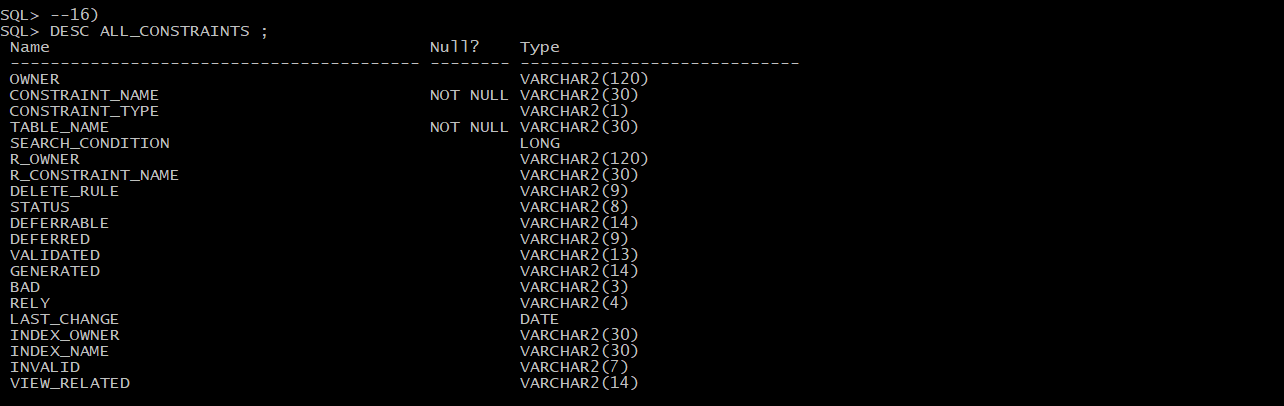 SQL> --16)
SQL> DESC ALL_CONSTRAINTS ;
 Name                                      Null?    Type
 ----------------------------------------- -------- ----------------------------
 OWNER                                              VARCHAR2(120)
 CONSTRAINT_NAME                           NOT NULL VARCHAR2(30)
 CONSTRAINT_TYPE                                    VARCHAR2(1)
 TABLE_NAME                                NOT NULL VARCHAR2(30)
 SEARCH_CONDITION                                   LONG
 R_OWNER                                            VARCHAR2(120)
 R_CONSTRAINT_NAME                                  VARCHAR2(30)
 DELETE_RULE                                        VARCHAR2(9)
 STATUS                                             VARCHAR2(8)
 DEFERRABLE                                         VARCHAR2(14)
 DEFERRED                                           VARCHAR2(9)
 VALIDATED                                          VARCHAR2(13)
 GENERATED                                          VARCHAR2(14)
 BAD                                                VARCHAR2(3)
 RELY                                               VARCHAR2(4)
 LAST_CHANGE                                        DATE
 INDEX_OWNER                                        VARCHAR2(30)
 INDEX_NAME                                         VARCHAR2(30)
 INVALID                                            VARCHAR2(7)
 VIEW_RELATED                                       VARCHAR2(14)